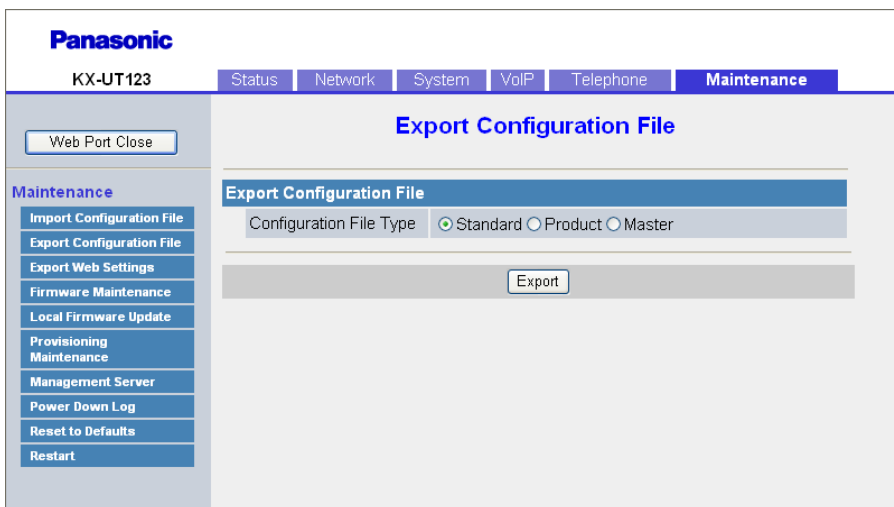 Panasonic
KX-UT123
Status Network System VoIP Telephone Maintenance
Web Port Close
Export Configuration File
Maintenance
Import Configuration File
Export Configuration File
Export Web Settings
Firmware Maintenance
Local Firmware Update
Provisioning
Maintenance
Management Server
Power Down Log
Reset to Defaults
Restart
Export Configuration File
Configuration File Type Standard Product Master
Export